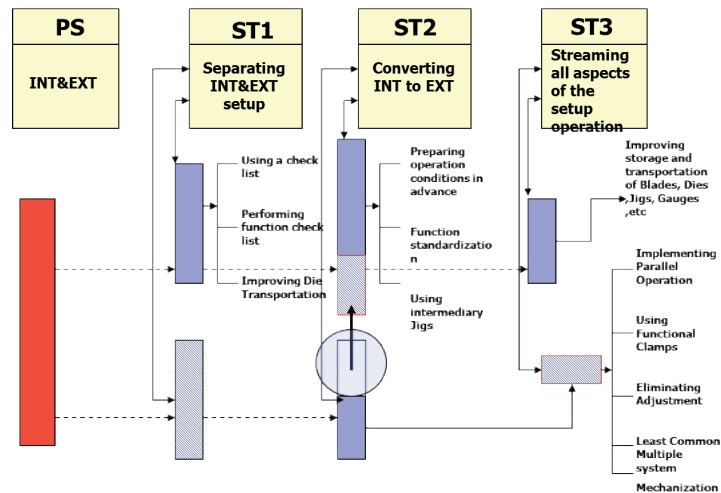 PS
INT&EXT
ST1
Separating
INT&EXT
setup
ST2
Converting
INT to EXT
ST3
Streaming
all aspects
of the
setup
operation
Using a check
list
Performing
function check
list
Improving Die
Transportation
Preparing
operation
conditions in
advance
Function
standardizatio
n
Using
intermediary
Jigs
Improving
storage and
transportation
of Blades, Dies
,Jigs, Gauges
,etc
Implementing
Parallel
Operation
Using
Functional
Clamps
Eliminating
Adjustment
Least Common
Multiple
system
Mechanization